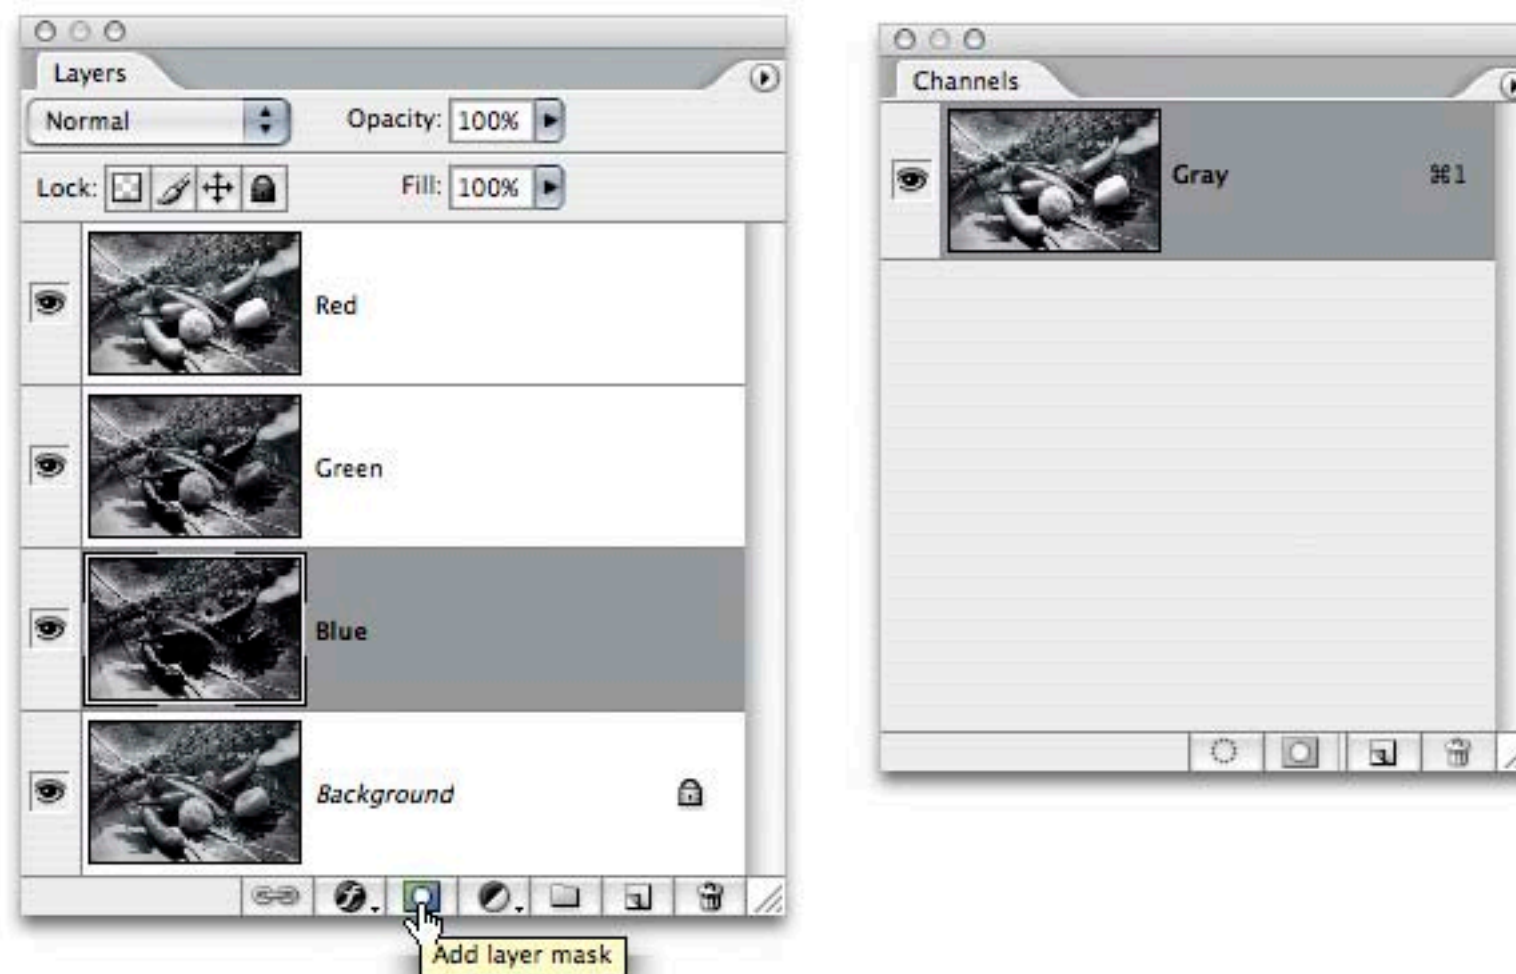 Layers
Normal
Opacity: 100%
Lock:
Fill: 100%
Red
Green
Blue
Background
Add layer mask
Channels
Gray ⌘1